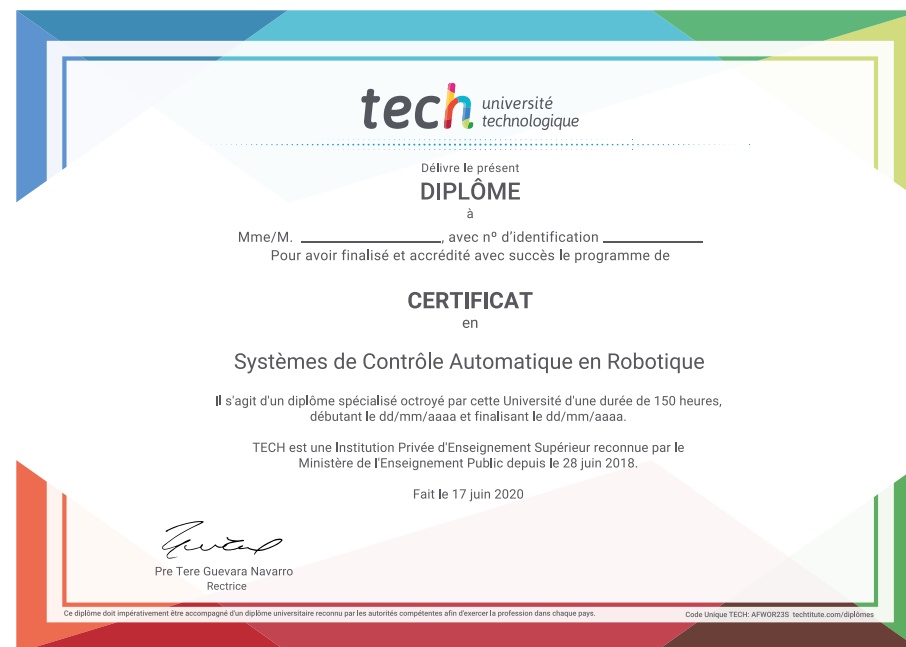 tech université
technologique
Délivre le présent
DIPLÔME
à
Mme/M. ____________________, avec nº d'identification ______________
Pour avoir finalisé et accrédité avec succès le programme de
CERTIFICAT
en
Systèmes de Contrôle Automatique en Robotique
Il s'agit d'un diplôme spécialisé octroyé par cette Université d'une durée de 150 heures,
débutant le dd/mm/aaaa et finalisant le dd/mm/aaaa.
TECH est une Institution Privée d'Enseignement Supérieur reconnue par le
Ministère de l'Enseignement Public depuis le 28 juin 2018.
Fait le 17 juin 2020
Pre Tere Guevara Navarro
Rectrice
Ce diplôme doit impérativement être accompagné d'un diplôme universitaire reconnu par les autorités compétentes afin d'exercer la profession dans chaque pays.
Code Unique TECH: AFWOR23S techtitute.com/diplômes